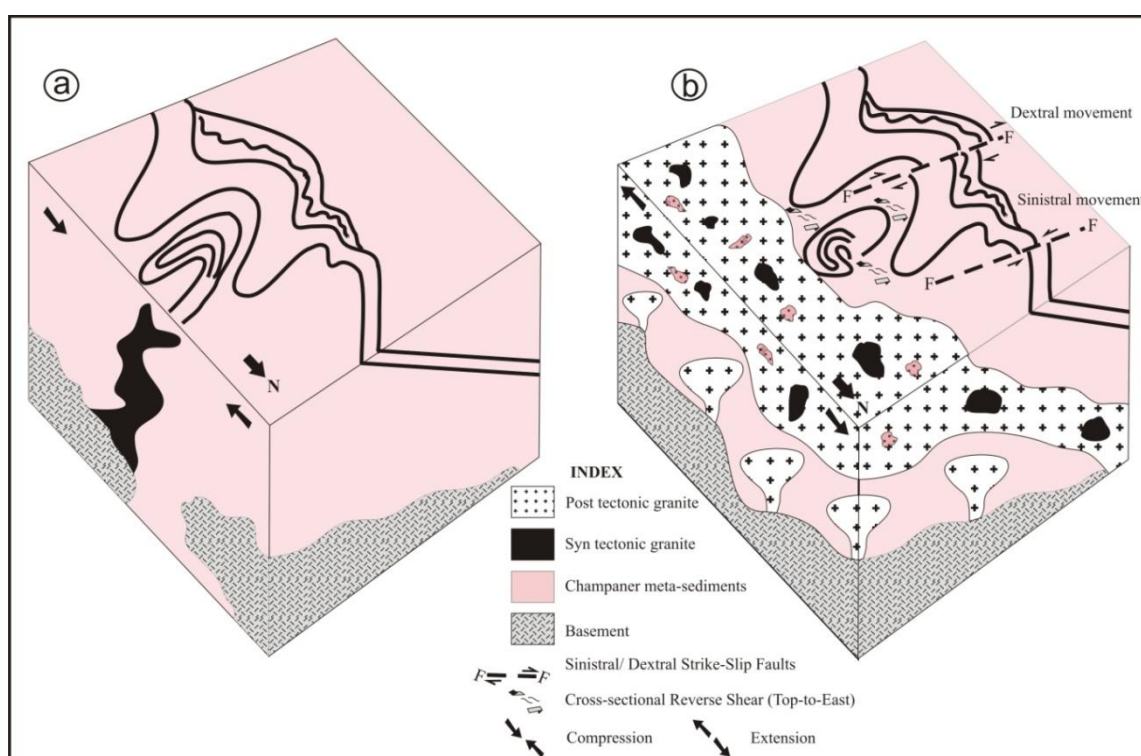 a
N
b
Dextral movement
F
F
Sinistral movement
F
F
N
INDEX
Post tectonic granite
Syn tectonic granite
Champaner meta-sediments
Basement
F F Sinistral/ Dextral Strike-Slip Faults
Cross-sectional Reverse Shear (Top-to-East)
Compression Extension